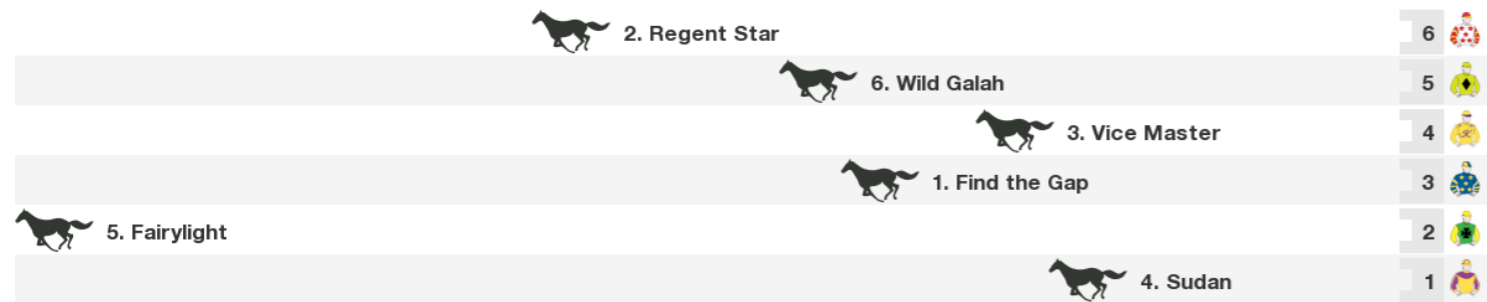 2. Regent Star 6
6. Wild Galah 5
3. Vice Master 4
1. Find the Gap 3
5. Fairylight 2
4. Sudan 1